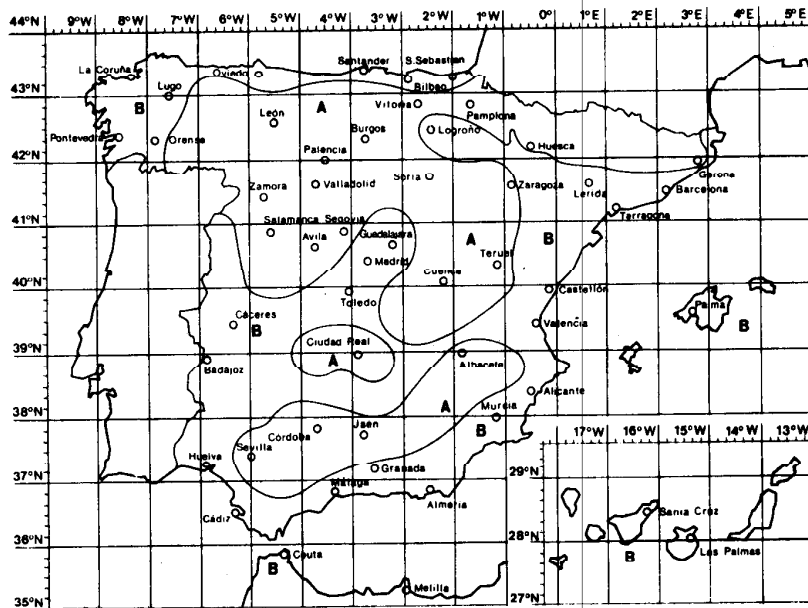 9°W 8°W 7°W 6°W 5°W 4°W 3°W 2°W 1°W 0° 1°E 2°E 3°E 4°E
44°N
La Coruña Oviedo Santander S.Sebastian
43°N
Lugo Bilbao
B León A Vitoria Pamplona
Pontevedra Orense Burgos Logroño Huesca
42°N
Palencia Gerona
Zamora Valladolid Soria Zaragoza Lerida Barcelona
41°N
Tarragona
Salamanca Segovia
Avila Guadalajara A B
Madrid Teruel
Cuenca
40°N
Toledo Castellón
Palma
Cáceres B Valencia B
39°N
Ciudad Real
A Albacete
Badajoz
Alicante
38°N
A Murcia
Córdoba Jaen B
Sevilla
Huelva Granada
37°N
Málaga Almeria
Cádiz
36°N
Ceuta
B
Melilla
35°N
17°W 16°W 15°W 14°W 13°W
29°N
Santa Cruz
28°N
B Las Palmas
27°N